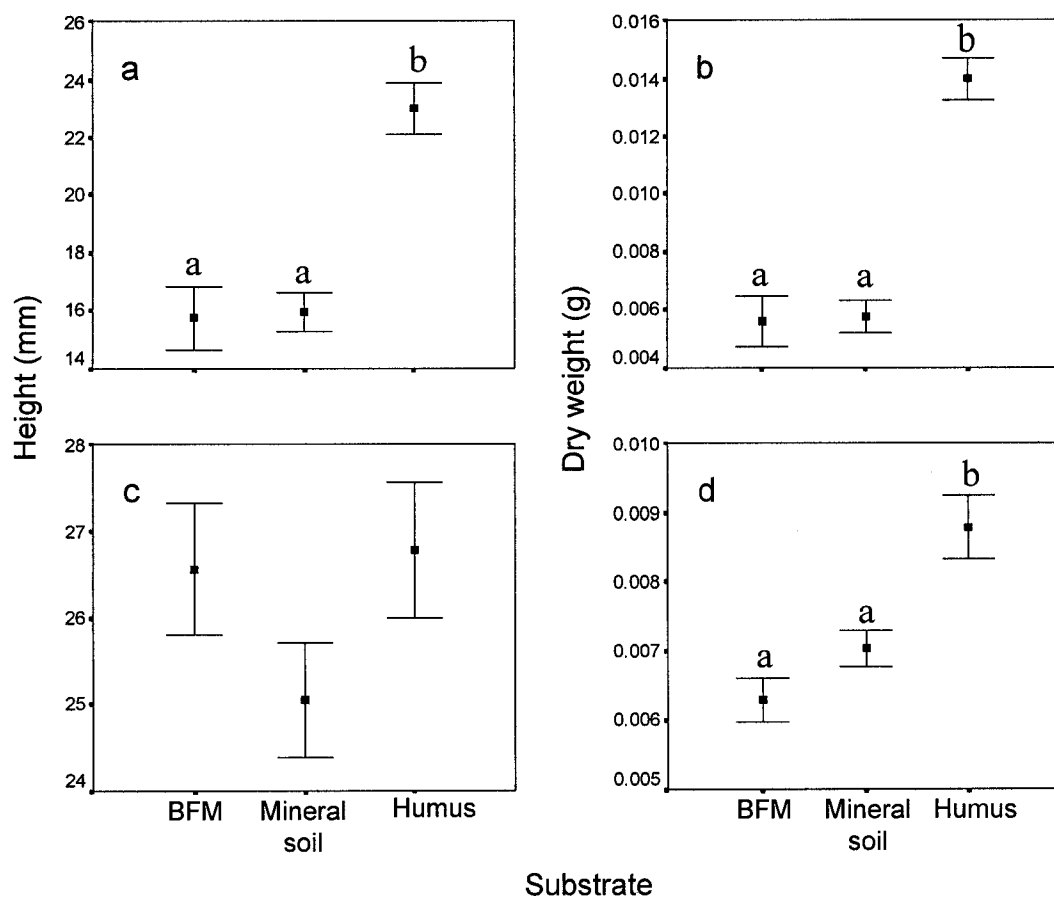 Height (mm)
a
26
24
22
20
18
16
14
a
a
b
Dry weight (g)
b
0.016
0.014
0.012
0.010
0.008
0.006
0.004
a
a
b
c
28
27
26
25
24
BFM
Mineral
soil
Humus
d
0.010
0.009
0.008
0.007
0.006
0.005
a
a
b
BFM
Mineral
soil
Humus
Substrate